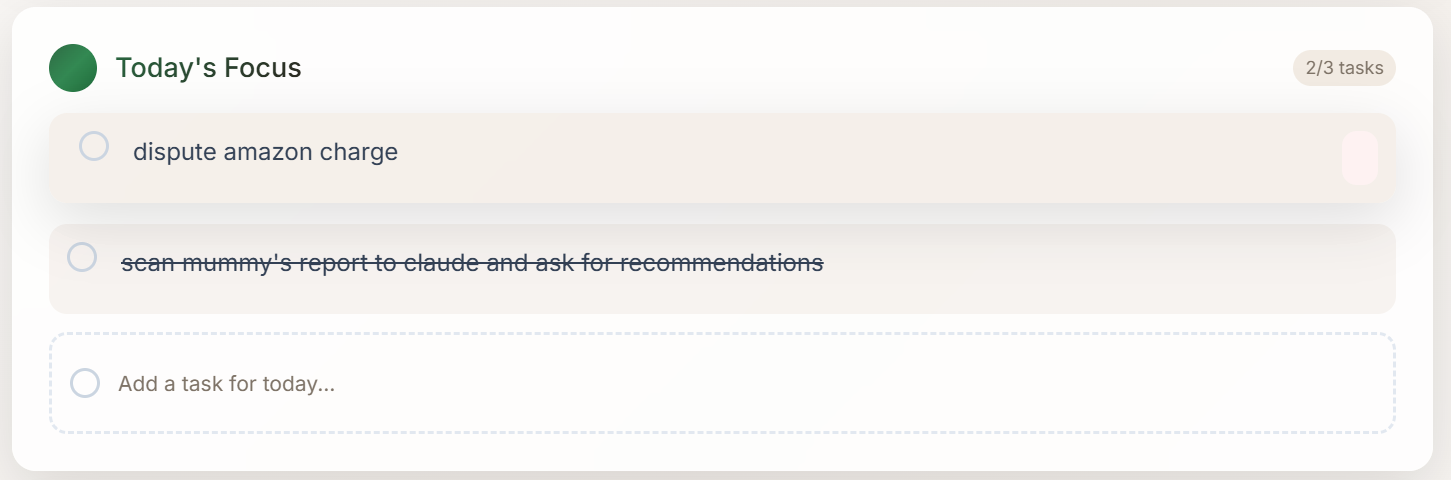 Today's Focus
2/3 tasks
dispute amazon charge
scan mummy's report to claude and ask for recommendations
Add a task for today...